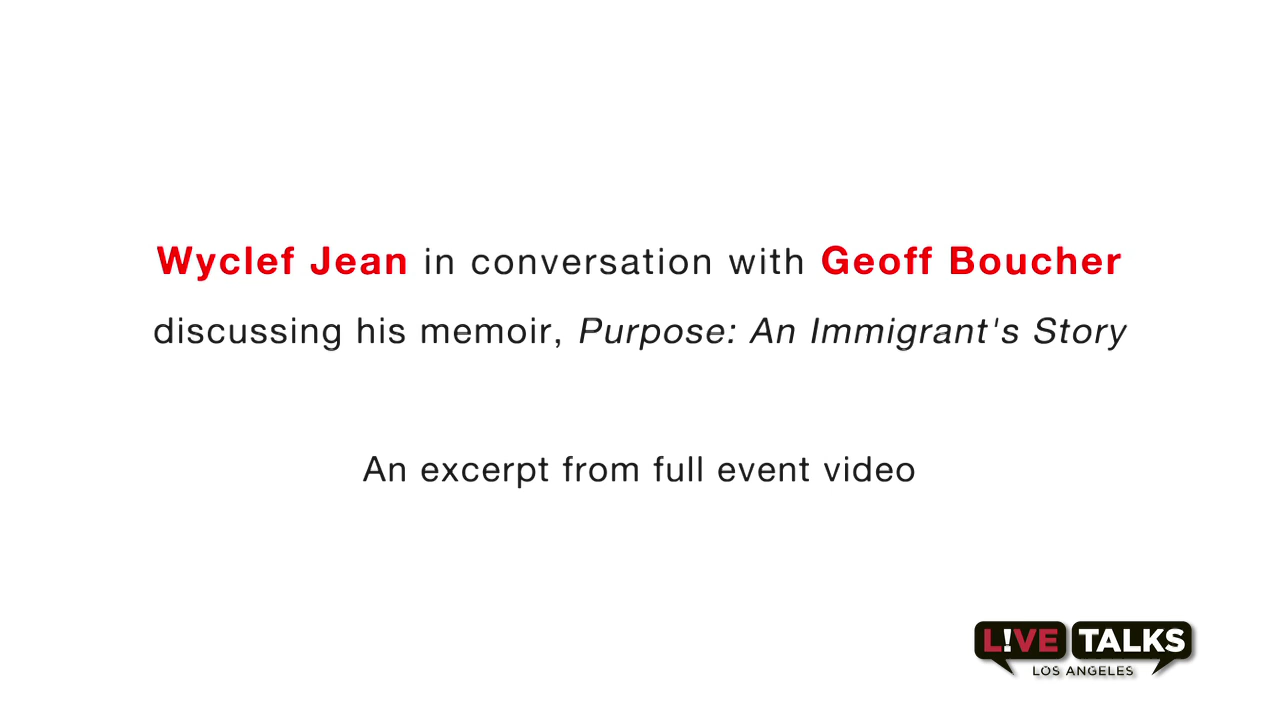 Wyclef Jean in conversation with Geoff Boucher
discussing his memoir, Purpose: An Immigrant's Story
An excerpt from full event video
L!VE TALKS
LOS ANGELES